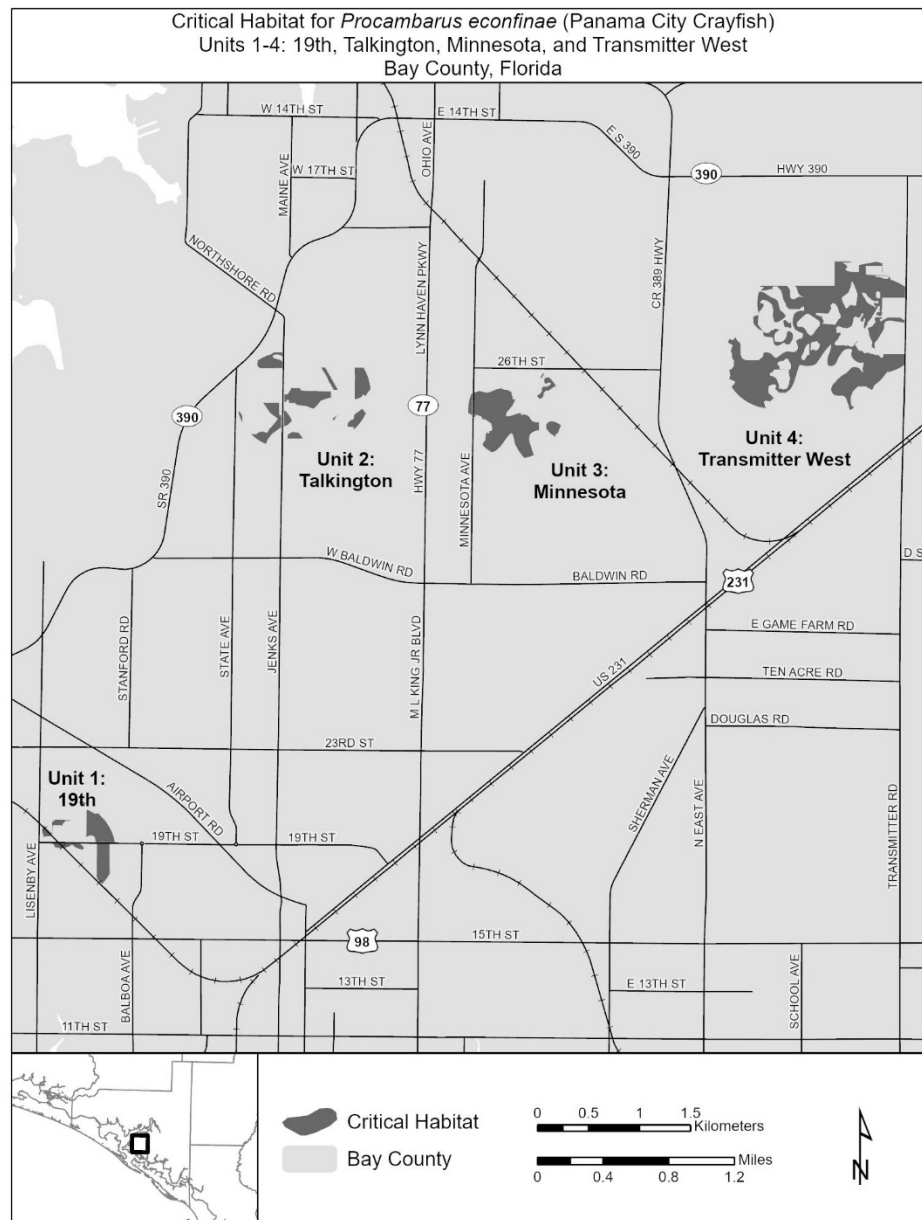 Critical Habitat for Procambarus econfinae (Panama City Crayfish)
Units 1-4: 19th, Talkington, Minnesota, and Transmitter West
Bay County, Florida
W 14TH ST
E 14TH ST
OHIO AVE
E S 390
390
HWY 390
MAINE AVE
W 17TH ST
NORTHSHORE RD
LYNN HAVEN PKWY
CR 389 HWY
26TH ST
390
77
SR 390
Unit 2:
Talkington
HWY 77
MINNESOTA AVE
Unit 3:
Minnesota
Unit 4:
Transmitter West
W BALDWIN RD
BALDWIN RD
231
D S
STANFORD RD
STATE AVE
JENKS AVE
M L KING JR BLVD
US 231
E GAME FARM RD
TEN ACRE RD
DOUGLAS RD
23RD ST
Unit 1:
19th
AIRPORT RD
19TH ST
19TH ST
LISENBY AVE
SHERMAN AVE
N EAST AVE
TRANSMITTER RD
98
15TH ST
BALBOA AVE
13TH ST
E 13TH ST
SCHOOL AVE
11TH ST
Critical Habitat
Bay County
0 0.5 1 1.5
Kilometers
Miles
0 0.4 0.8 1.2
N